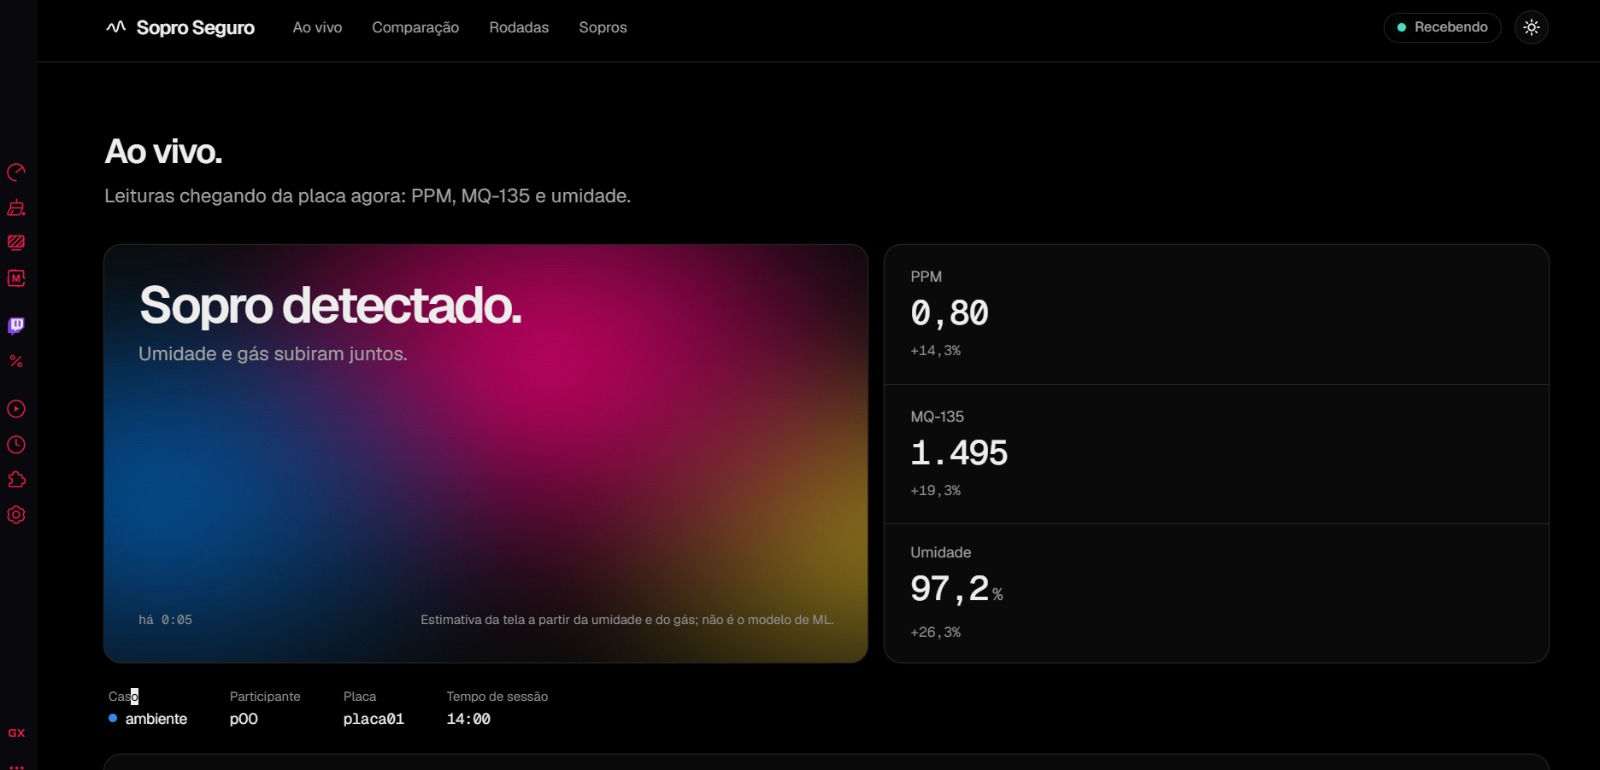 Sopro Seguro
Ao vivo
Comparação
Rodadas
Sopros
Recebendo
Ao vivo.
Leituras chegando da placa agora: PPM, MQ-135 e umidade.
Sopro detectado.
Umidade e gás subiram juntos.
há 0:05
Estimativa da tela a partir da umidade e do gás; não é o modelo de ML.
PPM
0,80
+14,3%
MQ-135
1.495
+19,3%
Umidade
97,2%
+26,3%
Caso
ambiente
Participante
p00
Placa
placa01
Tempo de sessão
14:00
M
GX